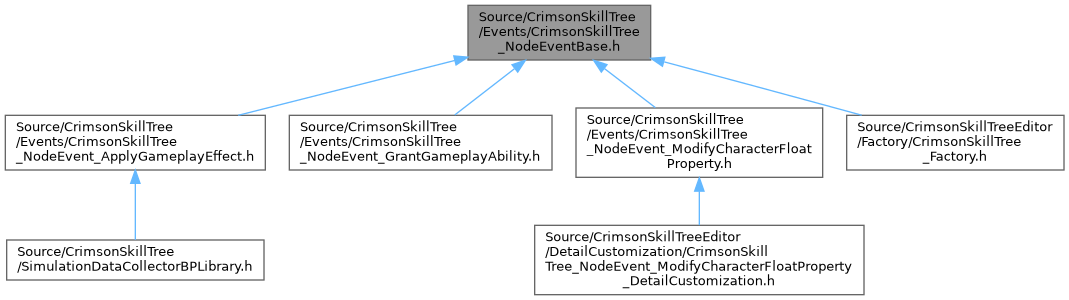 Source/CrimsonSkillTree
/Events/CrimsonSkillTree
_NodeEventBase.h
Source/CrimsonSkillTree
/Events/CrimsonSkillTree
_NodeEvent_ApplyGameplayEffect.h
Source/CrimsonSkillTree
/Events/CrimsonSkillTree
_NodeEvent_GrantGameplayAbility.h
Source/CrimsonSkillTree
/Events/CrimsonSkillTree
_NodeEvent_ModifyCharacterFloat
Property.h
Source/CrimsonSkillTreeEditor
/Factory/CrimsonSkillTree
_Factory.h
Source/CrimsonSkillTree
/SimulationDataCollectorBPLibrary.h
Source/CrimsonSkillTreeEditor
/DetailCustomization/CrimsonSkill
Tree_NodeEvent_ModifyCharacterFloatProperty
_DetailCustomization.h